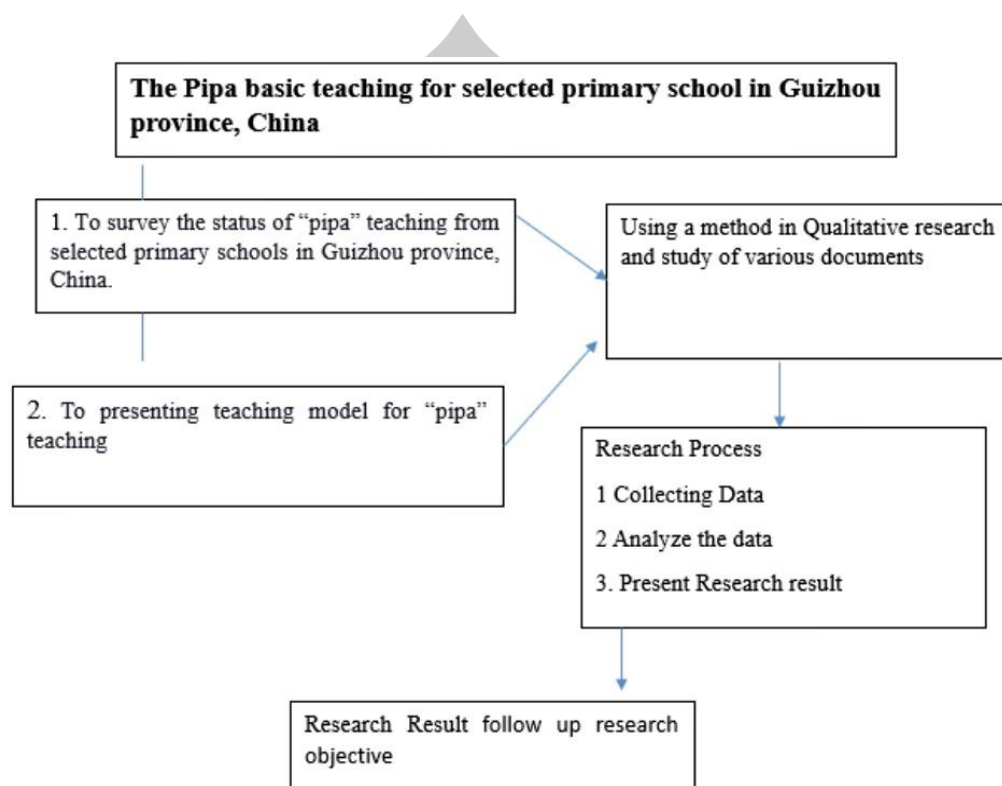 The Pipa basic teaching for selected primary school in Guizhou
province, China
1. To survey the status of “pipa” teaching from
selected primary schools in Guizhou province,
China.
Using a method in Qualitative research
and study of various documents
2. To presenting teaching model for “pipa”
teaching
Research Process
1 Collecting Data
2 Analyze the data
3. Present Research result
Research Result follow up research
objective